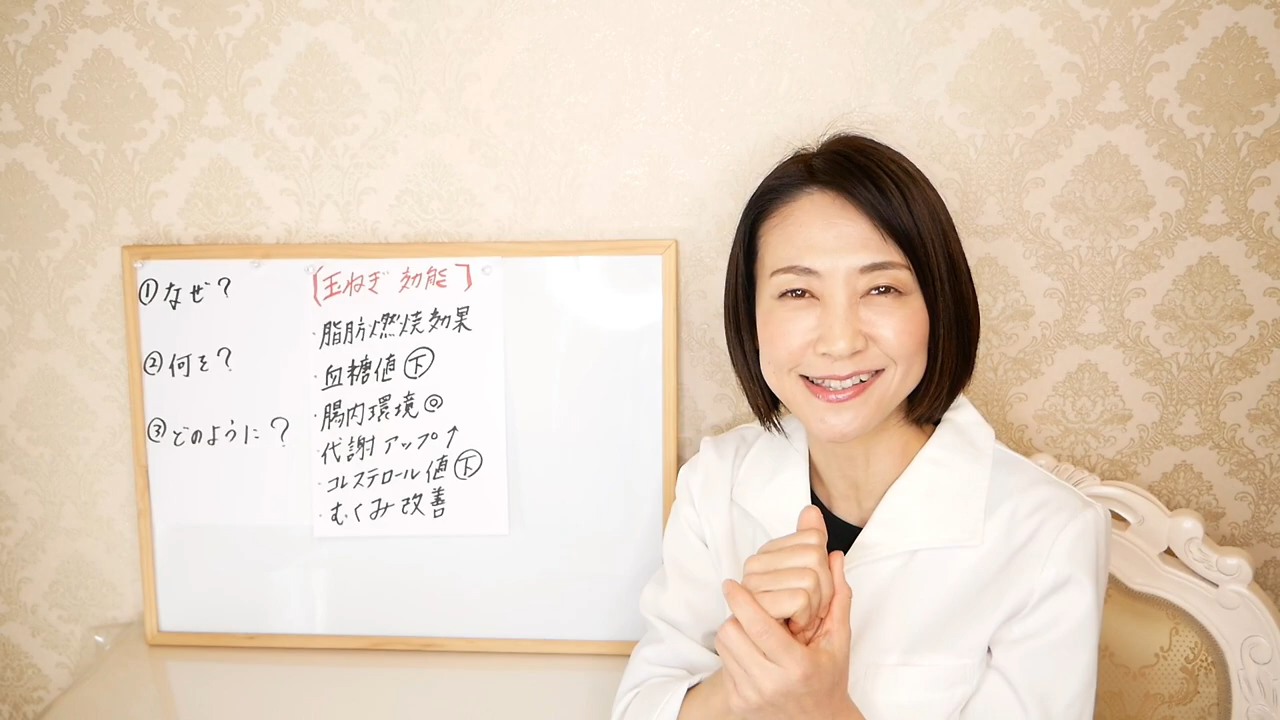 ①なぜ?
②何を?
③どのように?
[玉ねぎ 効能]
・脂肪燃焼効果
・血糖値㊦
・腸内環境◎
・代謝アップ↑
・コレステロール値㊦
・むくみ改善